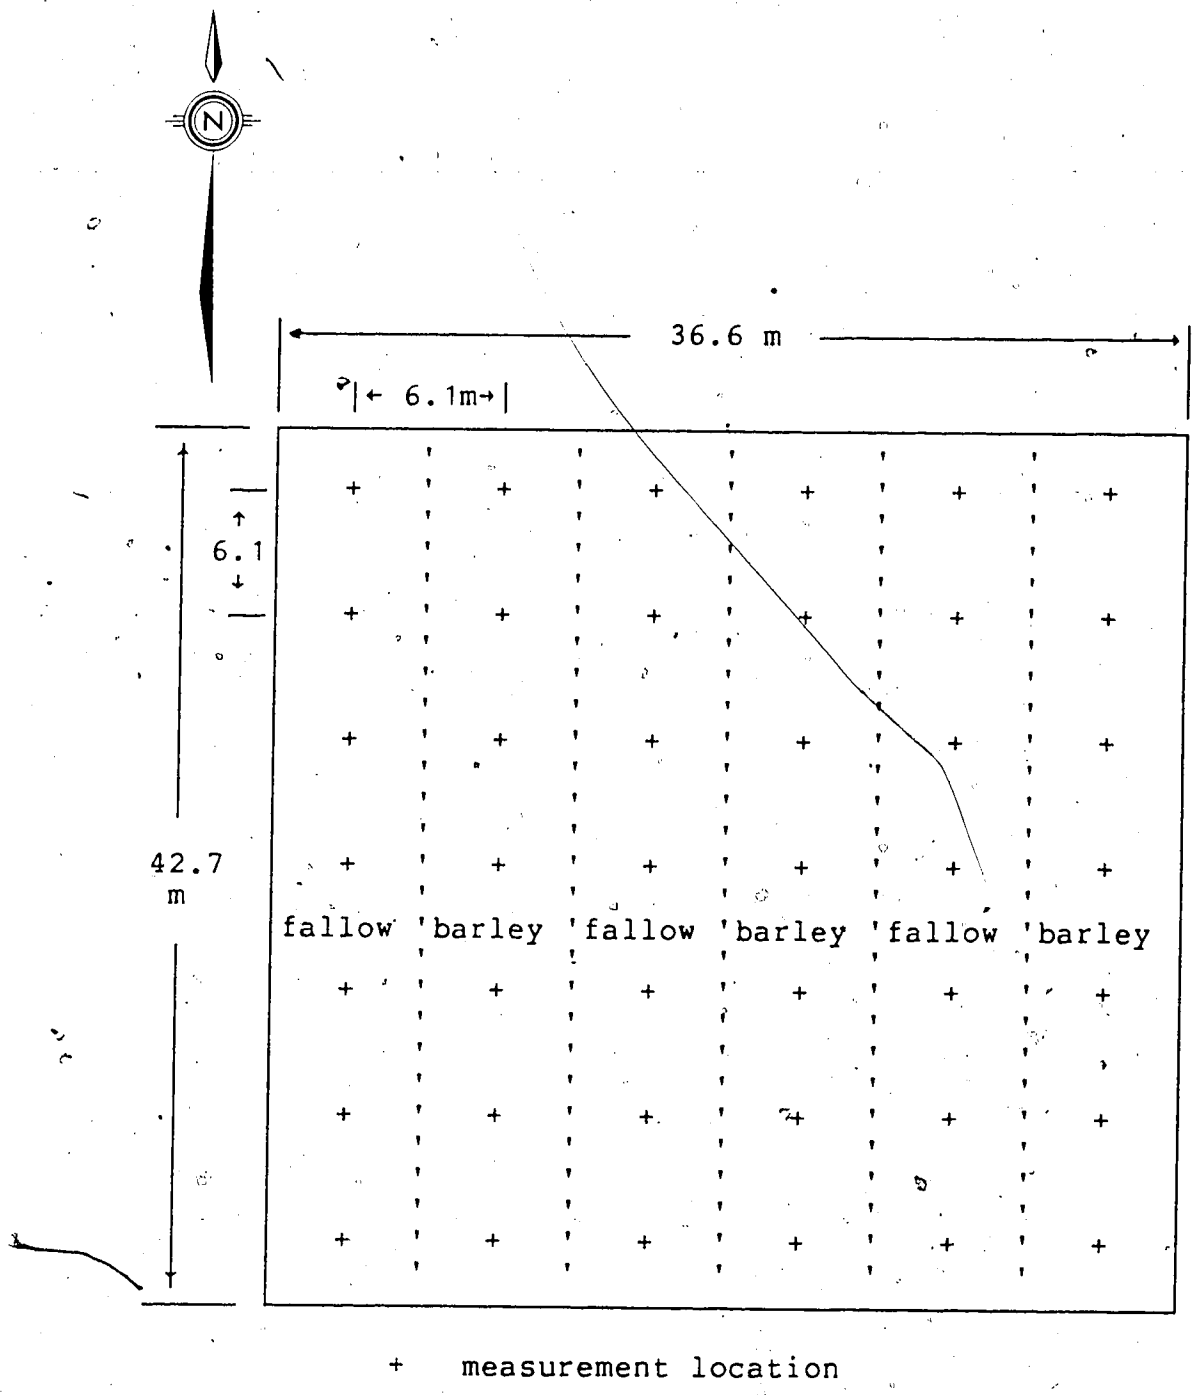 N
36.6 m
6.1m
6.1
42.7
m
fallow barley fallow barley fallow barley
+ measurement location